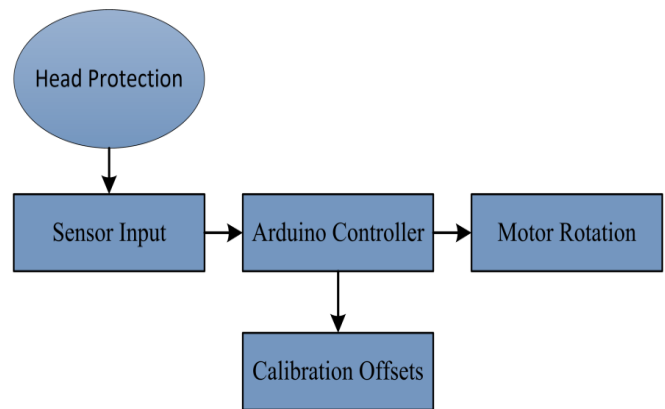 Head Protection
Sensor Input
Arduino Controller
Motor Rotation
Calibration Offsets